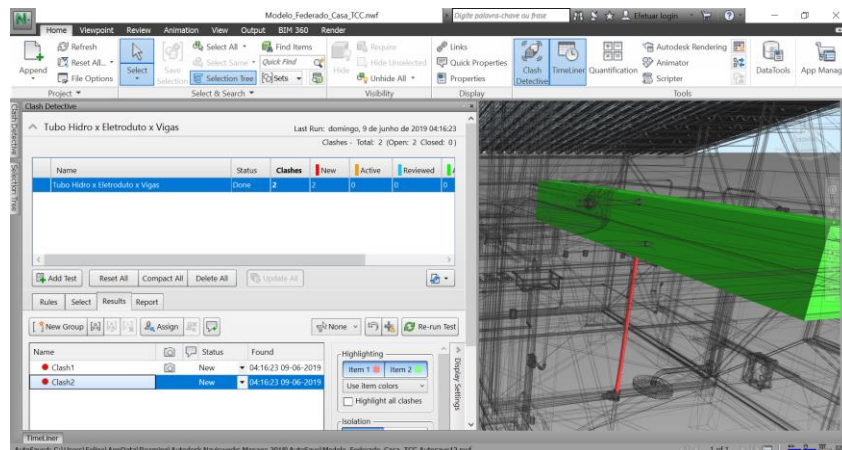 Modelo_Federado_Casa_TCC.nwf
Digite palavra-chave ou frase
Efetuar login
Home Viewpoint Review Animation View Output BIM 360 Render
Append
Refresh
Reset All...
File Options
Project
Select
Save Selection
Select All
Select Same
Selection Tree
Select & Search
Find Items
Quick Find
Sets
Hide
Require
Hide Unselected
Unhide All
Visibility
Links
Quick Properties
Properties
Display
Clash Detective
TimeLiner
Quantification
Autodesk Rendering
Animator
Scripter
Tools
DataTools
App Manag
Clash Detective
Clash Detective
Selection Tree
Tubo Hidro x Eletroduto x Vigas
Last Run: domingo, 9 de junho de 2019 04:16:23
Clashes - Total: 2 (Open: 2 Closed: 0)
Name Status Clashes New Active Reviewed
Tubo Hidro x Eletroduto x Vigas Done 2 2 0 0 0
Add Test Reset All Compact All Delete All Update All
Rules Select Results Report
New Group Assign None Re-run Test
Name Status Found
Clash1 New 04:16:23 09-06-2019
Clash2 New 04:16:23 09-06-2019
Highlighting
Item 1 Item 2
Use item colors
Highlight all clashes
Isolation
Display Settings
TimeLiner
1 of 1